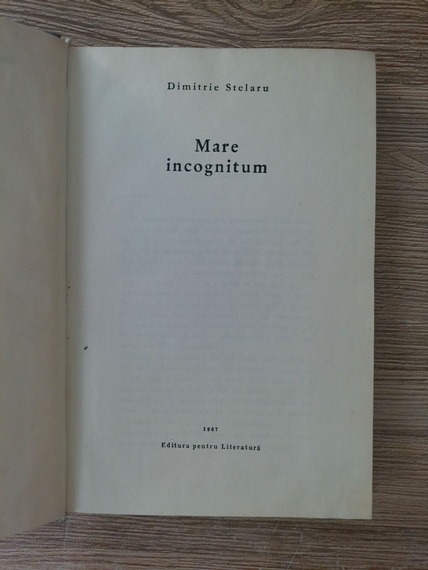 Dimitrie Stelaru
Mare
incognitum
1967
Editura pentru Literatură